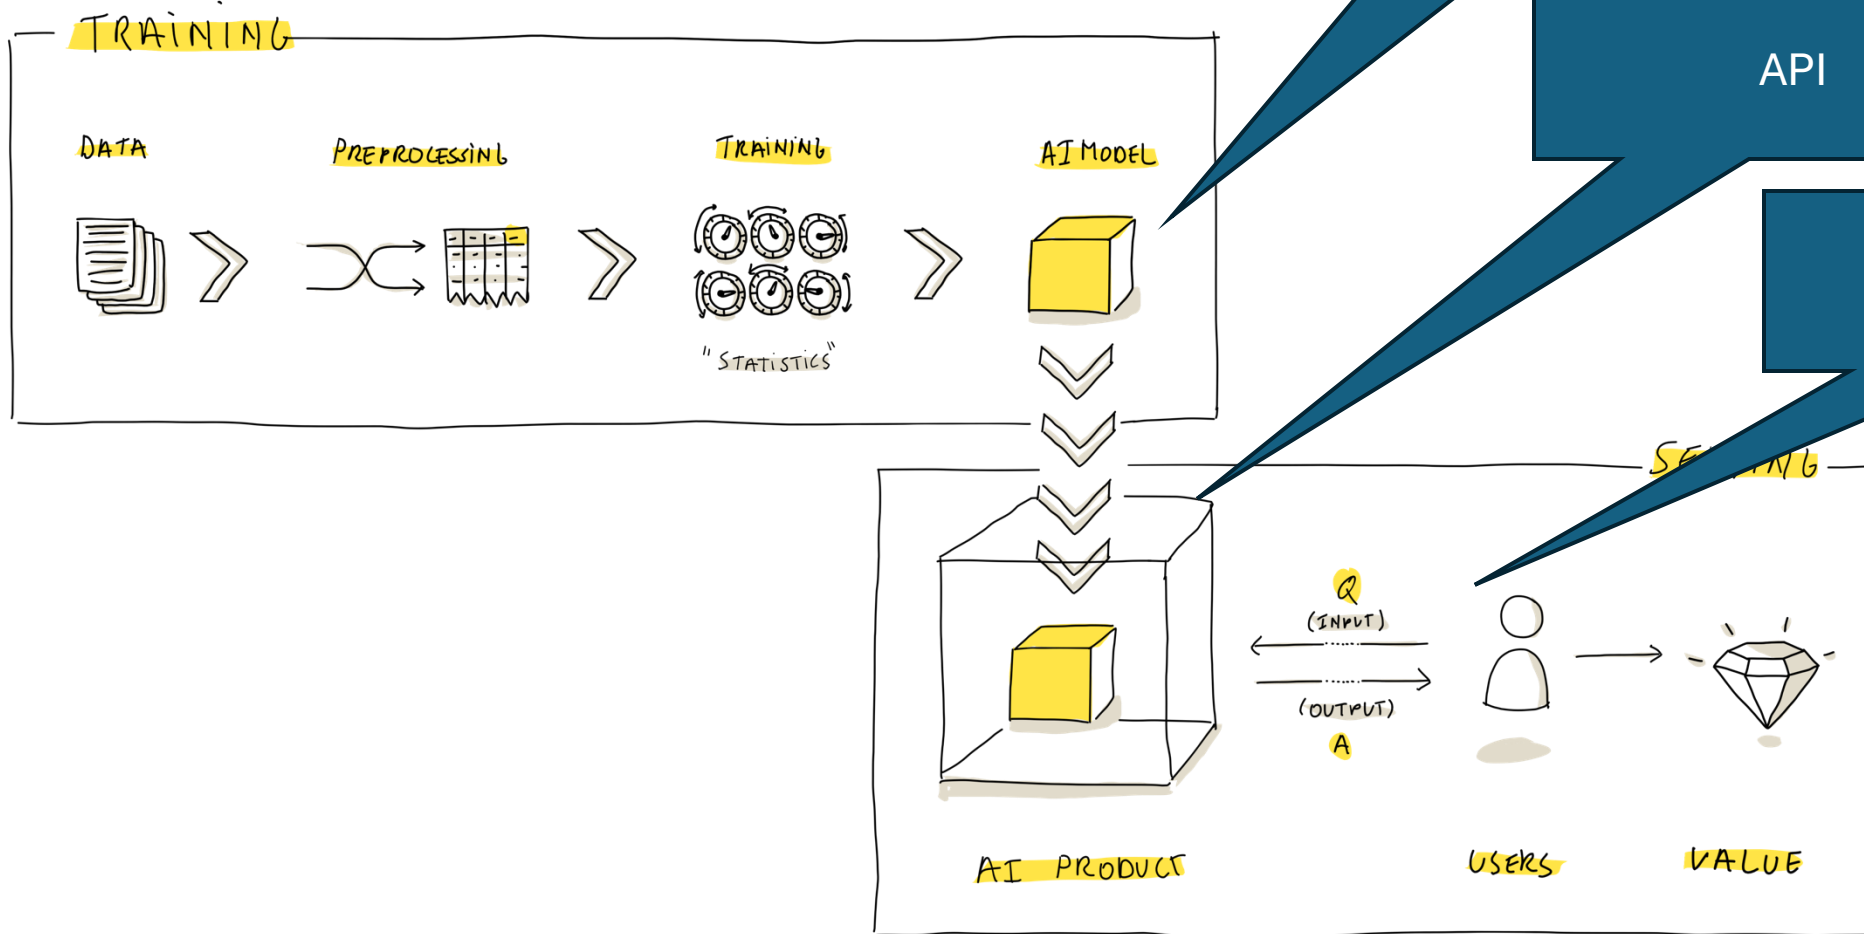 TRAINING
API
DATA
PREPROCESSING
TRAINING
AI MODEL
"STATISTICS"
Q
(INPUT)
(OUTPUT)
A
AI PRODUCT
USERS
VALUE